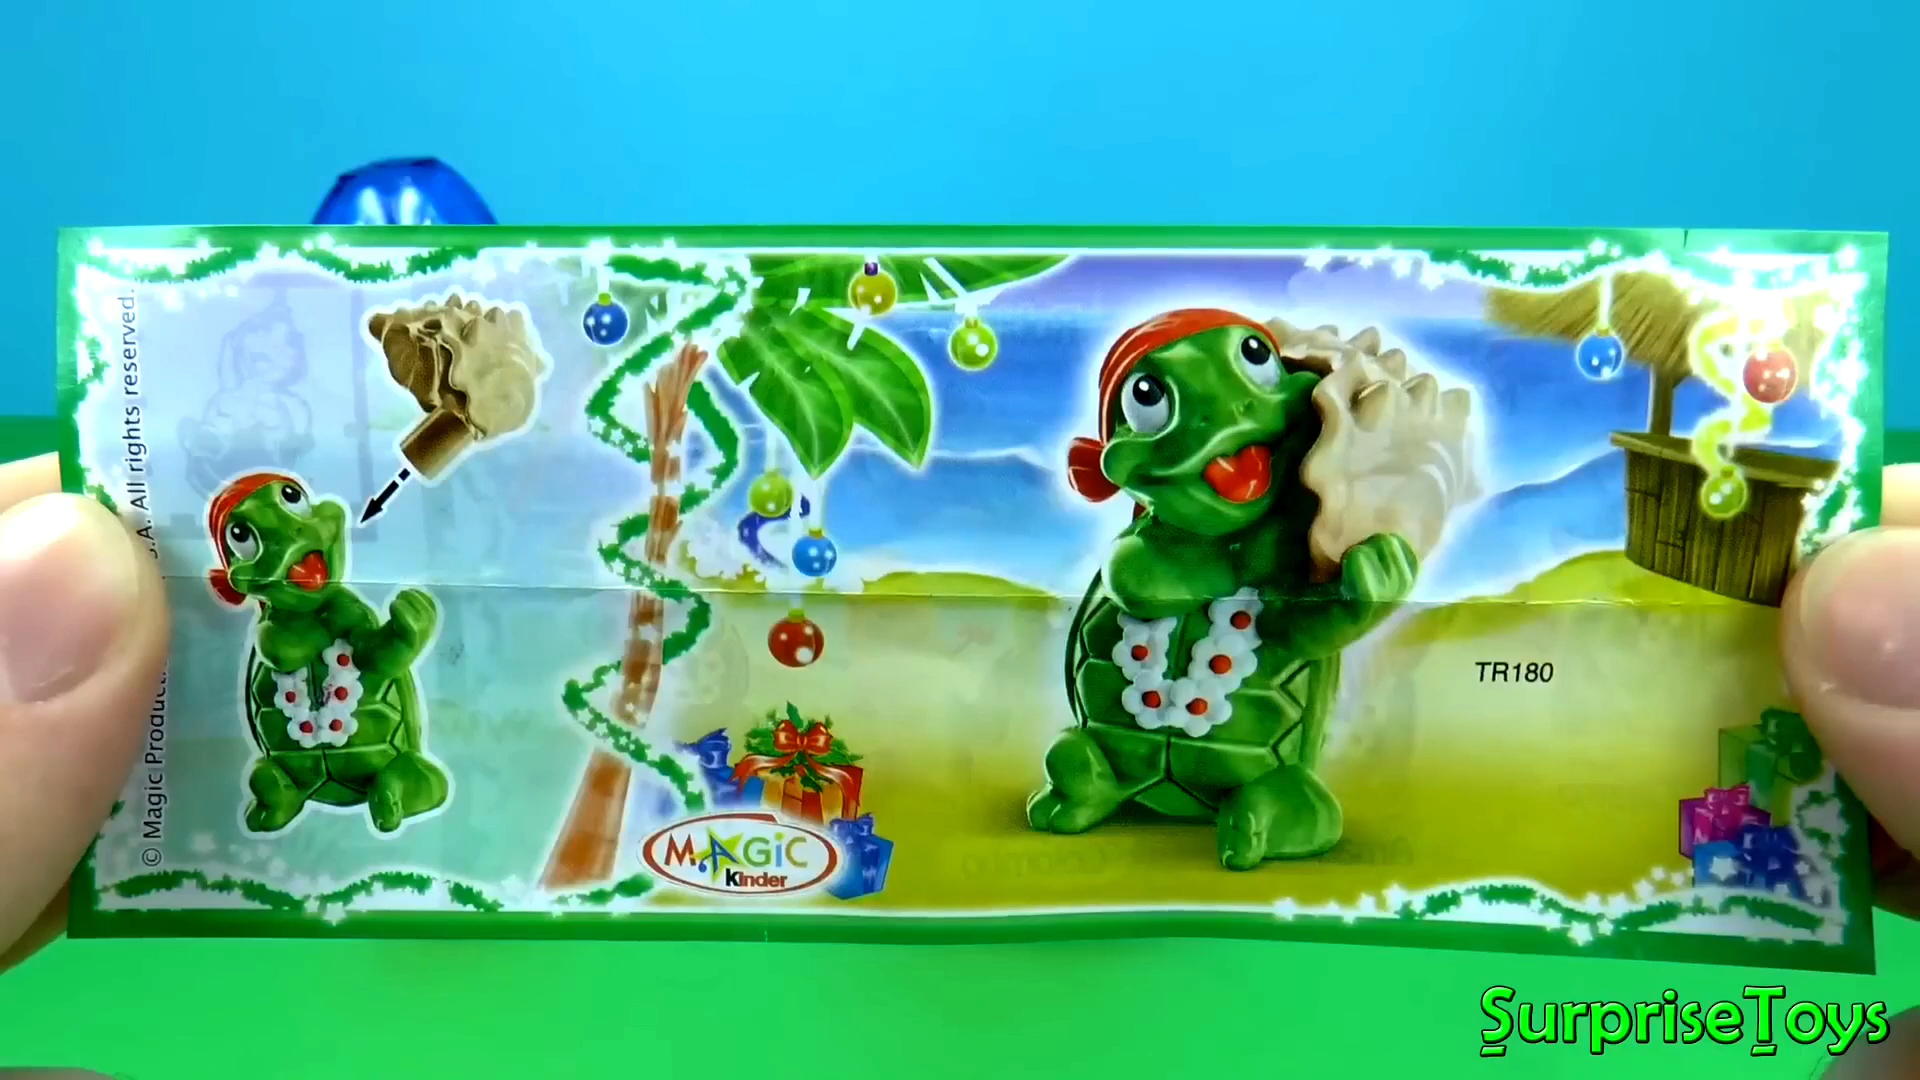 © Magic Product
.A. All rights reserved.
MAGiC
Kinder
TR180
SurpriseToys